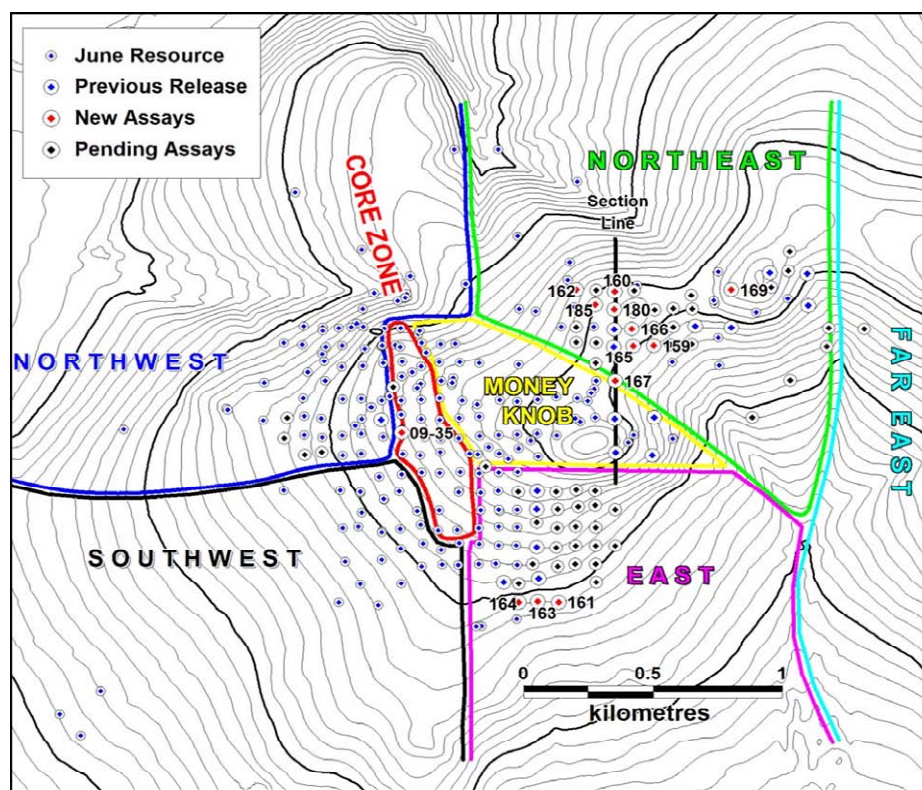 June Resource
Previous Release
New Assays
Pending Assays
CORE ZONE
NORTHEAST
Section
Line
160
162
169
185
180
166
165
159
NORTHWEST
167
MONEY
KNOB
FAR EAST
09-35
SOUTHWEST
EAST
164
163
161
0 0.5 1
kilometres